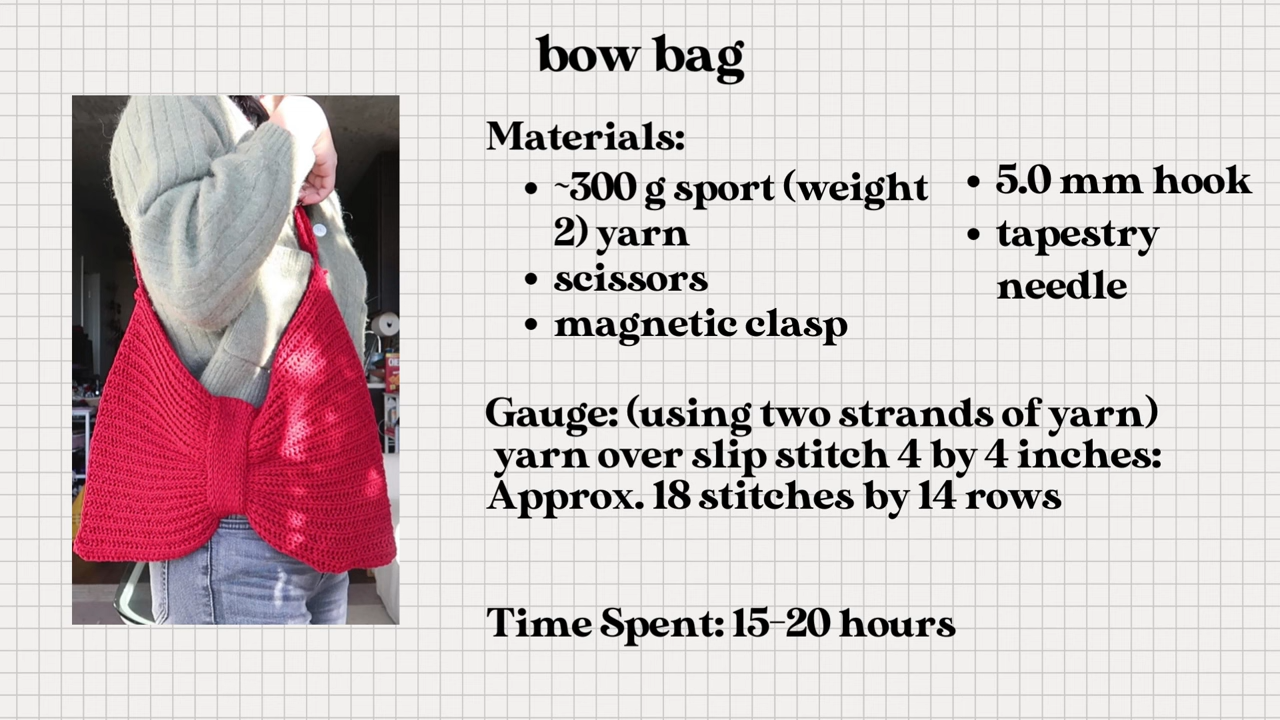 bow bag
Materials:
• ~300 g sport (weight
2) yarn
• scissors
• magnetic clasp
• 5.0 mm hook
• tapestry
needle
Gauge: (using two strands of yarn)
yarn over slip stitch 4 by 4 inches:
Approx. 18 stitches by 14 rows
Time Spent: 15–20 hours